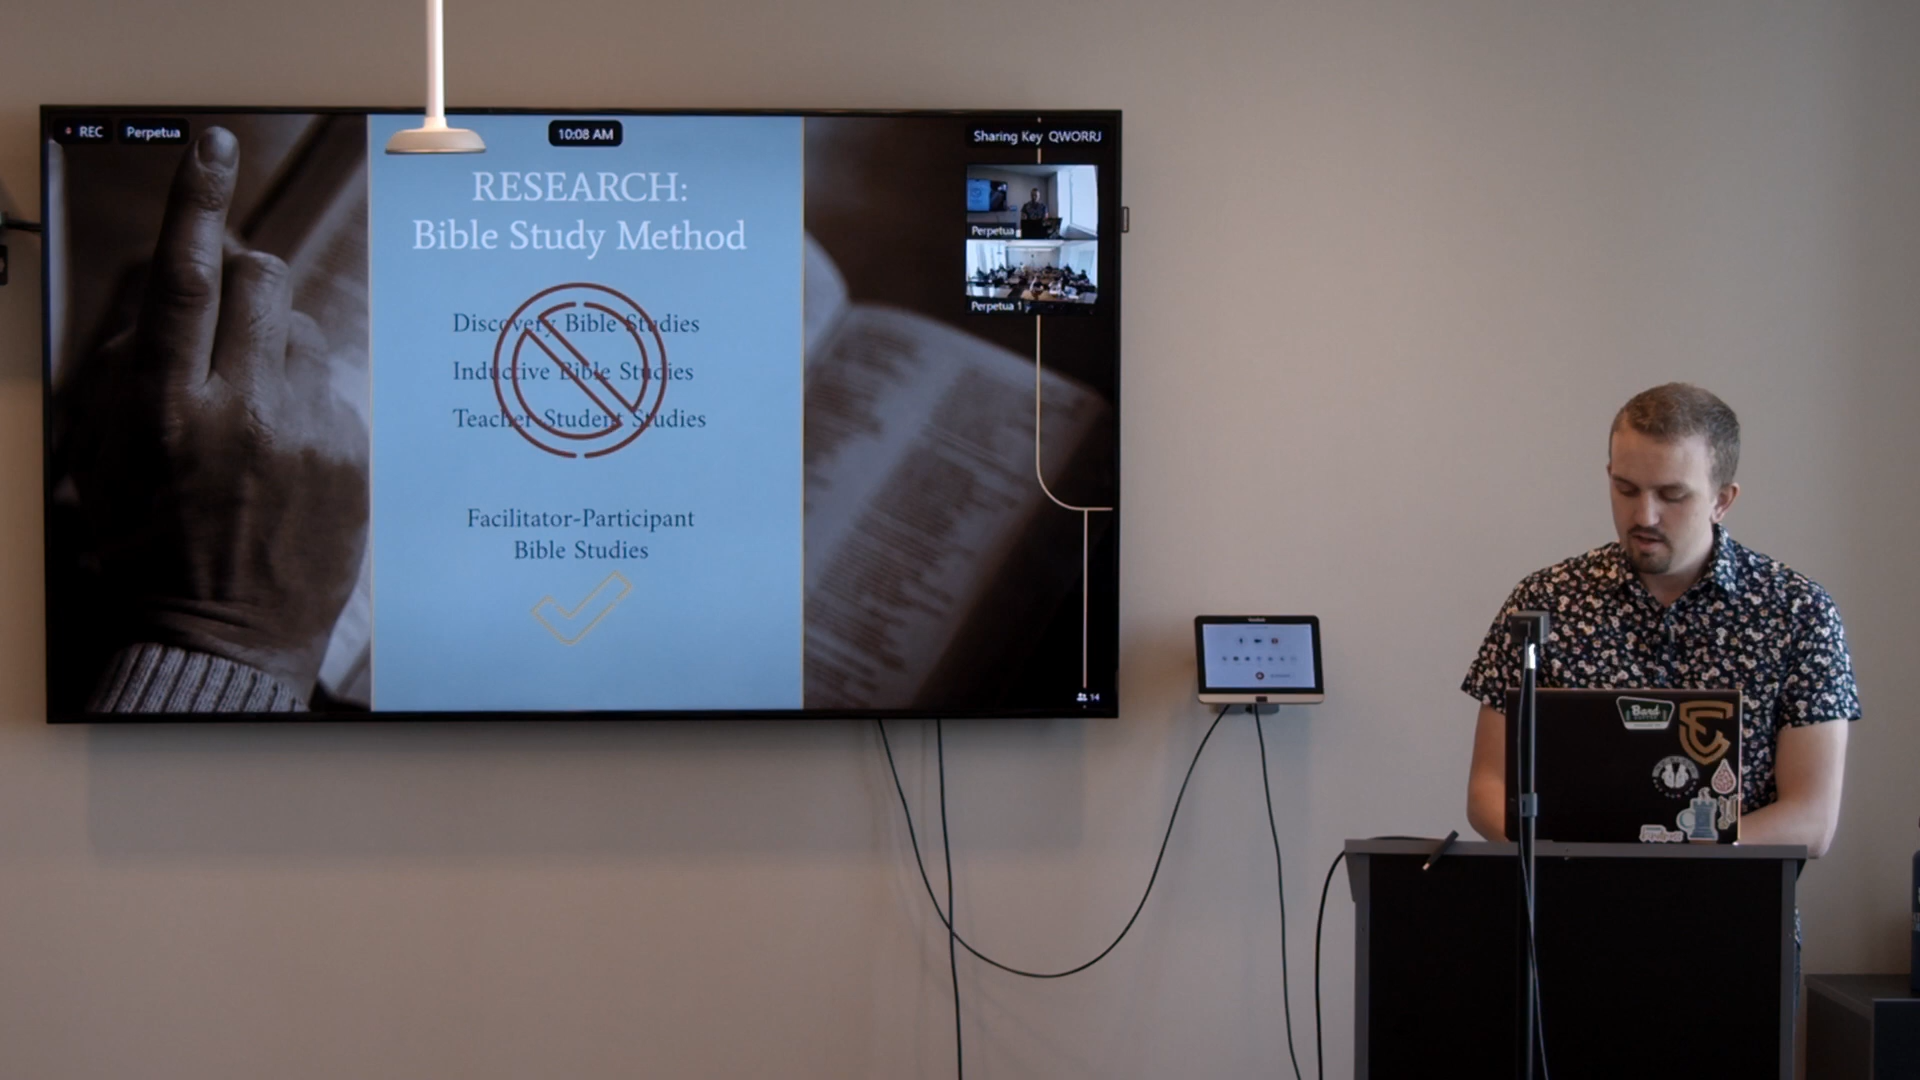 REC
Perpetua
10:08 AM
Sharing Key QWORRJ
RESEARCH:
Bible Study Method
Perpetua
Perpetua 1
Discovery Bible Studies
Inductive Bible Studies
Teacher Student Studies
Facilitator-Participant
Bible Studies
14
Bard